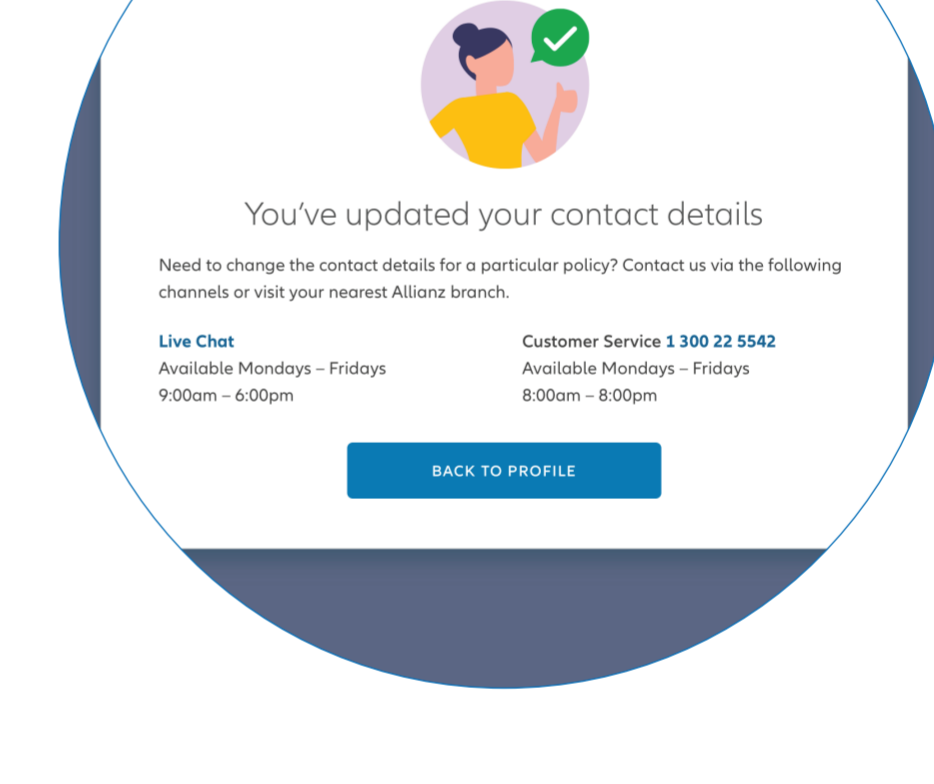 You've updated your contact details
Need to change the contact details for a particular policy? Contact us via the following
channels or visit your nearest Allianz branch.
Live Chat
Available Mondays – Fridays
9:00am – 6:00pm
Customer Service 1 300 22 5542
Available Mondays – Fridays
8:00am – 8:00pm
BACK TO PROFILE